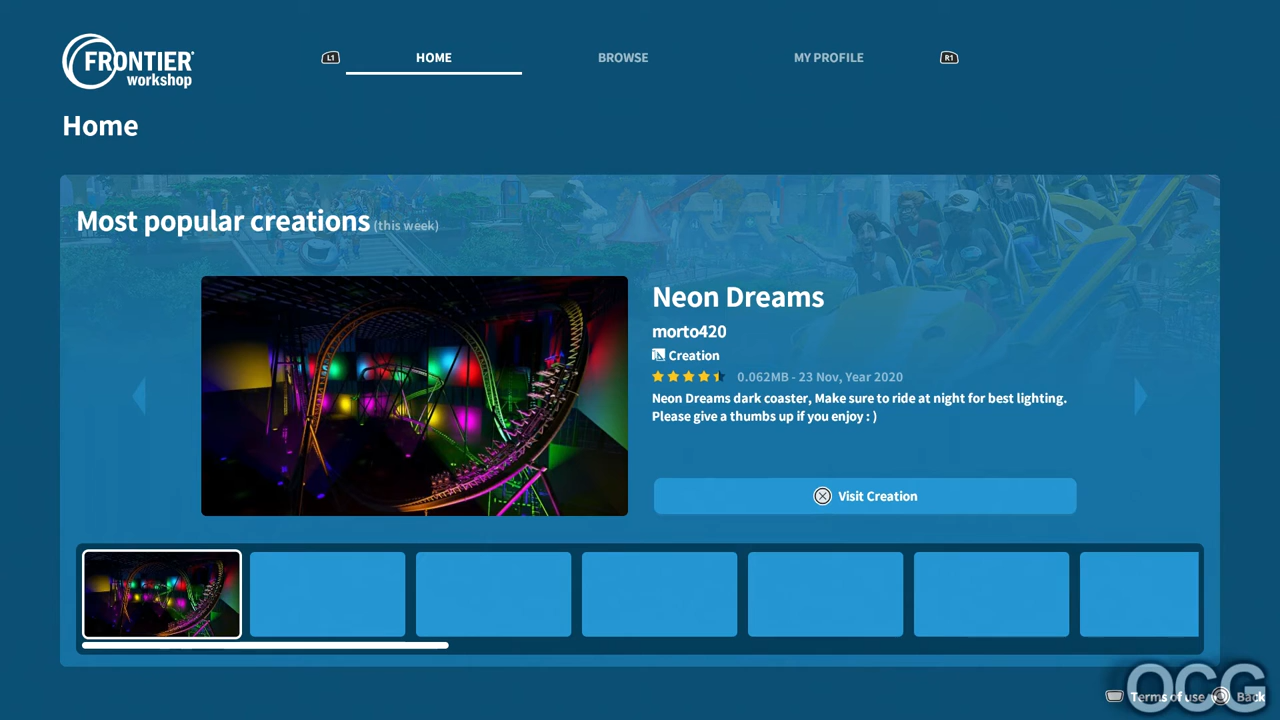 FRONTIER
workshop
L1
HOME
BROWSE
MY PROFILE
R1
Home
Most popular creations (this week)
Neon Dreams
morto420
Creation
0.062MB - 23 Nov, Year 2020
Neon Dreams dark coaster, Make sure to ride at night for best lighting.
Please give a thumbs up if you enjoy : )
Visit Creation
OCG
Terms of use
Back